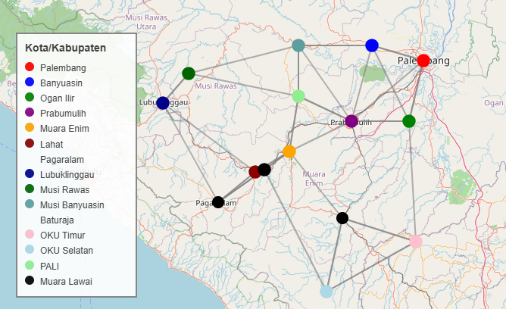 Musi Rawas
Utara
Kota/Kabupaten
Palembang
Banyuasin
Ogan Ilir
Prabumulih
Muara Enim
Lahat
Pagaralam
Lubuklinggau
Musi Rawas
Musi Banyuasin
Baturaja
OKU Timur
OKU Selatan
PALI
Muara Lawai
Palembang
Musi Rawas
Lubuklinggau
Ogan
Prabumulih
Muara
Enim
Pagaralam